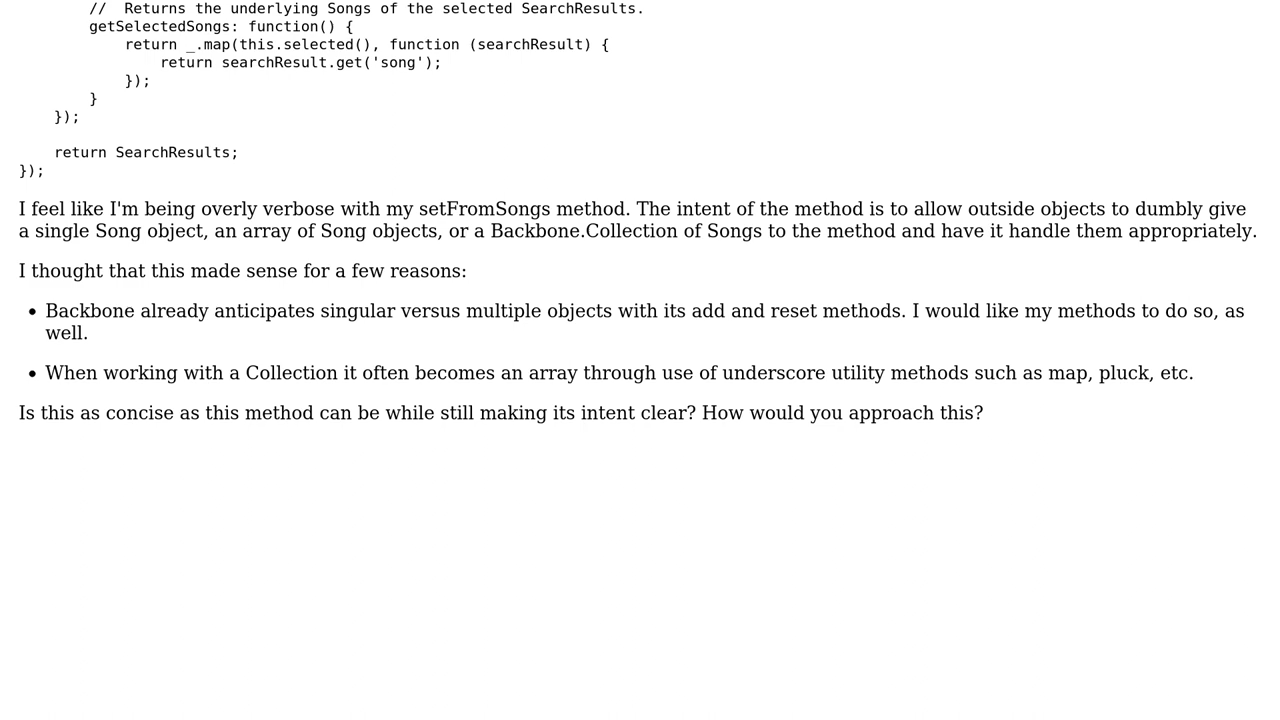 //  Returns the underlying Songs of the selected SearchResults.
getSelectedSongs: function() {
return _.map(this.selected(), function (searchResult) {
return searchResult.get('song');
});
}
});
return SearchResults;
});
I feel like I'm being overly verbose with my setFromSongs method. The intent of the method is to allow outside objects to dumbly give
a single Song object, an array of Song objects, or a Backbone.Collection of Songs to the method and have it handle them appropriately.
I thought that this made sense for a few reasons:
• Backbone already anticipates singular versus multiple objects with its add and reset methods. I would like my methods to do so, as
well.
• When working with a Collection it often becomes an array through use of underscore utility methods such as map, pluck, etc.
Is this as concise as this method can be while still making its intent clear? How would you approach this?